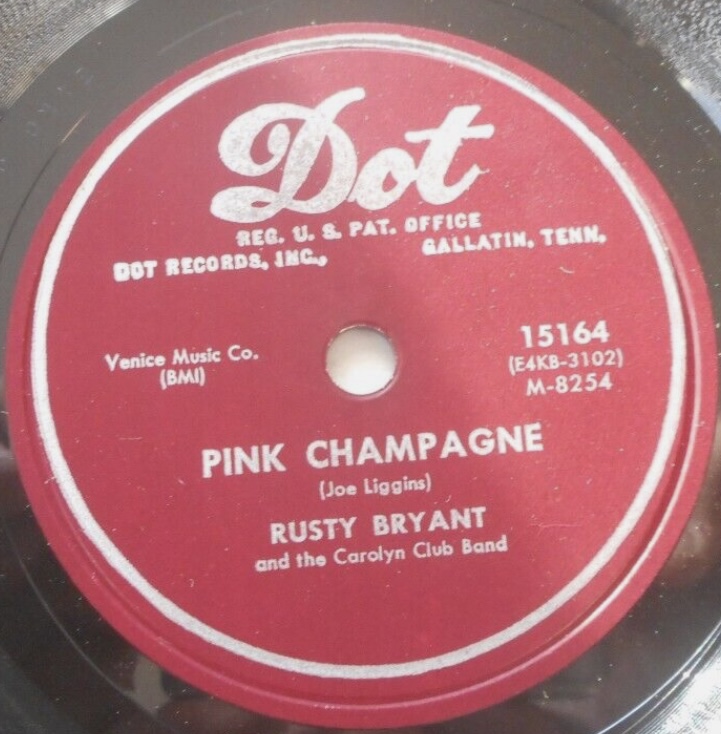 Dot
REG. U. S. PAT. OFFICE
DOT RECORDS, INC., GALLATIN, TENN.
Venice Music Co.
(BMI)
15164
(E4KB-3102)
M-8254
PINK CHAMPAGNE
(Joe Liggins)
RUSTY BRYANT
and the Carolyn Club Band